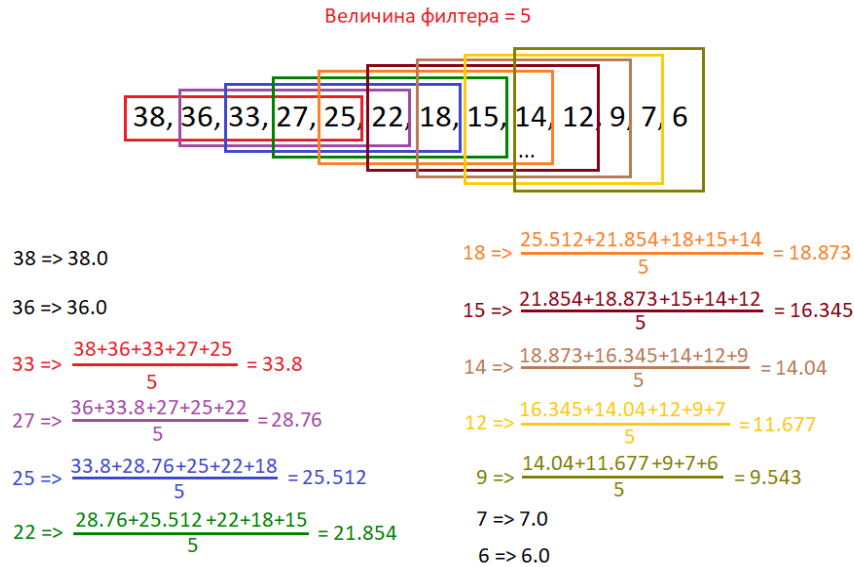 Величина филтера = 5
38, 36, 33, 27, 25, 22, 18, 15, 14, 12, 9, 7, 6
...
38 => 38.0
36 => 36.0
33 => 38+36+33+27+25 / 5 = 33.8
27 => 36+33.8+27+25+22 / 5 = 28.76
25 => 33.8+28.76+25+22+18 / 5 = 25.512
22 => 28.76+25.512+22+18+15 / 5 = 21.854
18 => 25.512+21.854+18+15+14 / 5 = 18.873
15 => 21.854+18.873+15+14+12 / 5 = 16.345
14 => 18.873+16.345+14+12+9 / 5 = 14.04
12 => 16.345+14.04+12+9+7 / 5 = 11.677
9 => 14.04+11.677+9+7+6 / 5 = 9.543
7 => 7.0
6 => 6.0